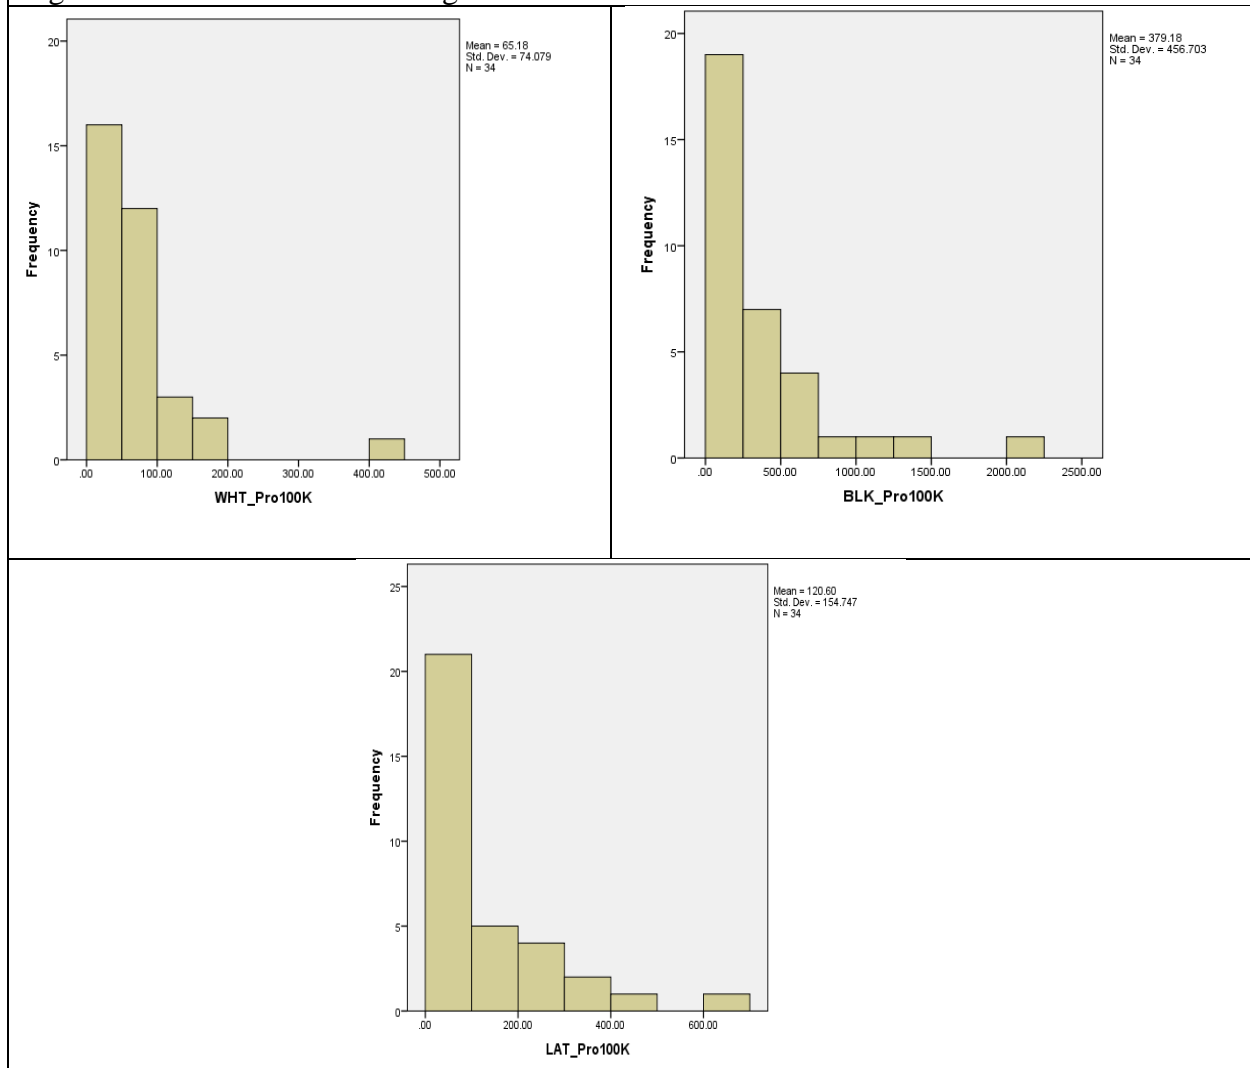 20
15
10
5
0
Frequency
.00 100.00 200.00 300.00 400.00 500.00
WHT_Pro100K
Mean = 65.18
Std. Dev. = 74.079
N = 34
20
15
10
5
0
Frequency
.00 500.00 1000.00 1500.00 2000.00 2500.00
BLK_Pro100K
Mean = 379.18
Std. Dev. = 456.703
N = 34
25
20
15
10
5
0
Frequency
.00 200.00 400.00 600.00
LAT_Pro100K
Mean = 120.60
Std. Dev. = 154.747
N = 34